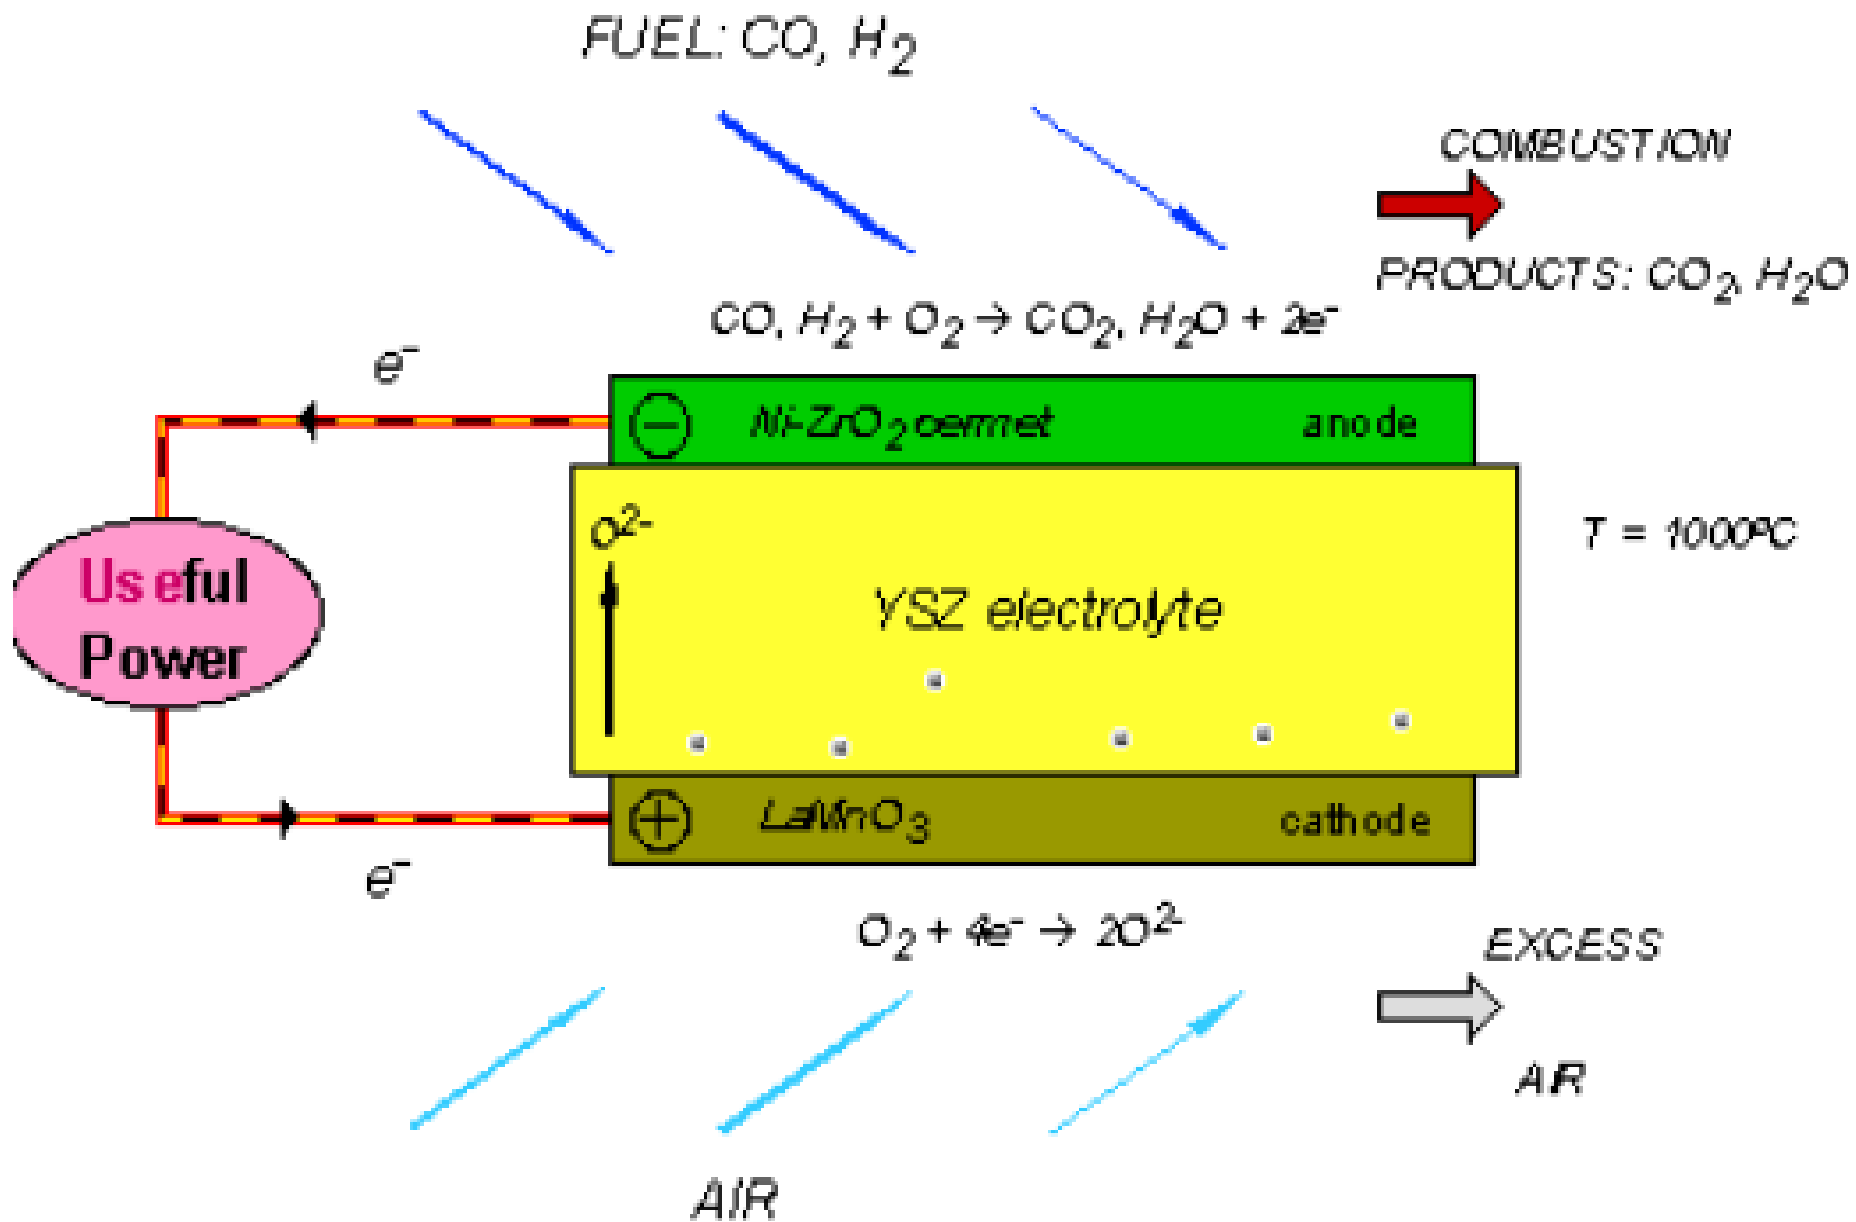 FUEL: CO, H₂
COMBUSTION
PRODUCTS: CO₂, H₂O
CO, H₂ + O₂ → CO₂, H₂O + 2e⁻
e⁻
⊖ Ni-ZrO₂ cermet anode
O²⁻
T = 1000ºC
Useful
Power
YSZ electrolyte
⊕ LaMnO₃ cathode
e⁻
O₂ + 4e⁻ → 2O²⁻
EXCESS
AIR
AIR